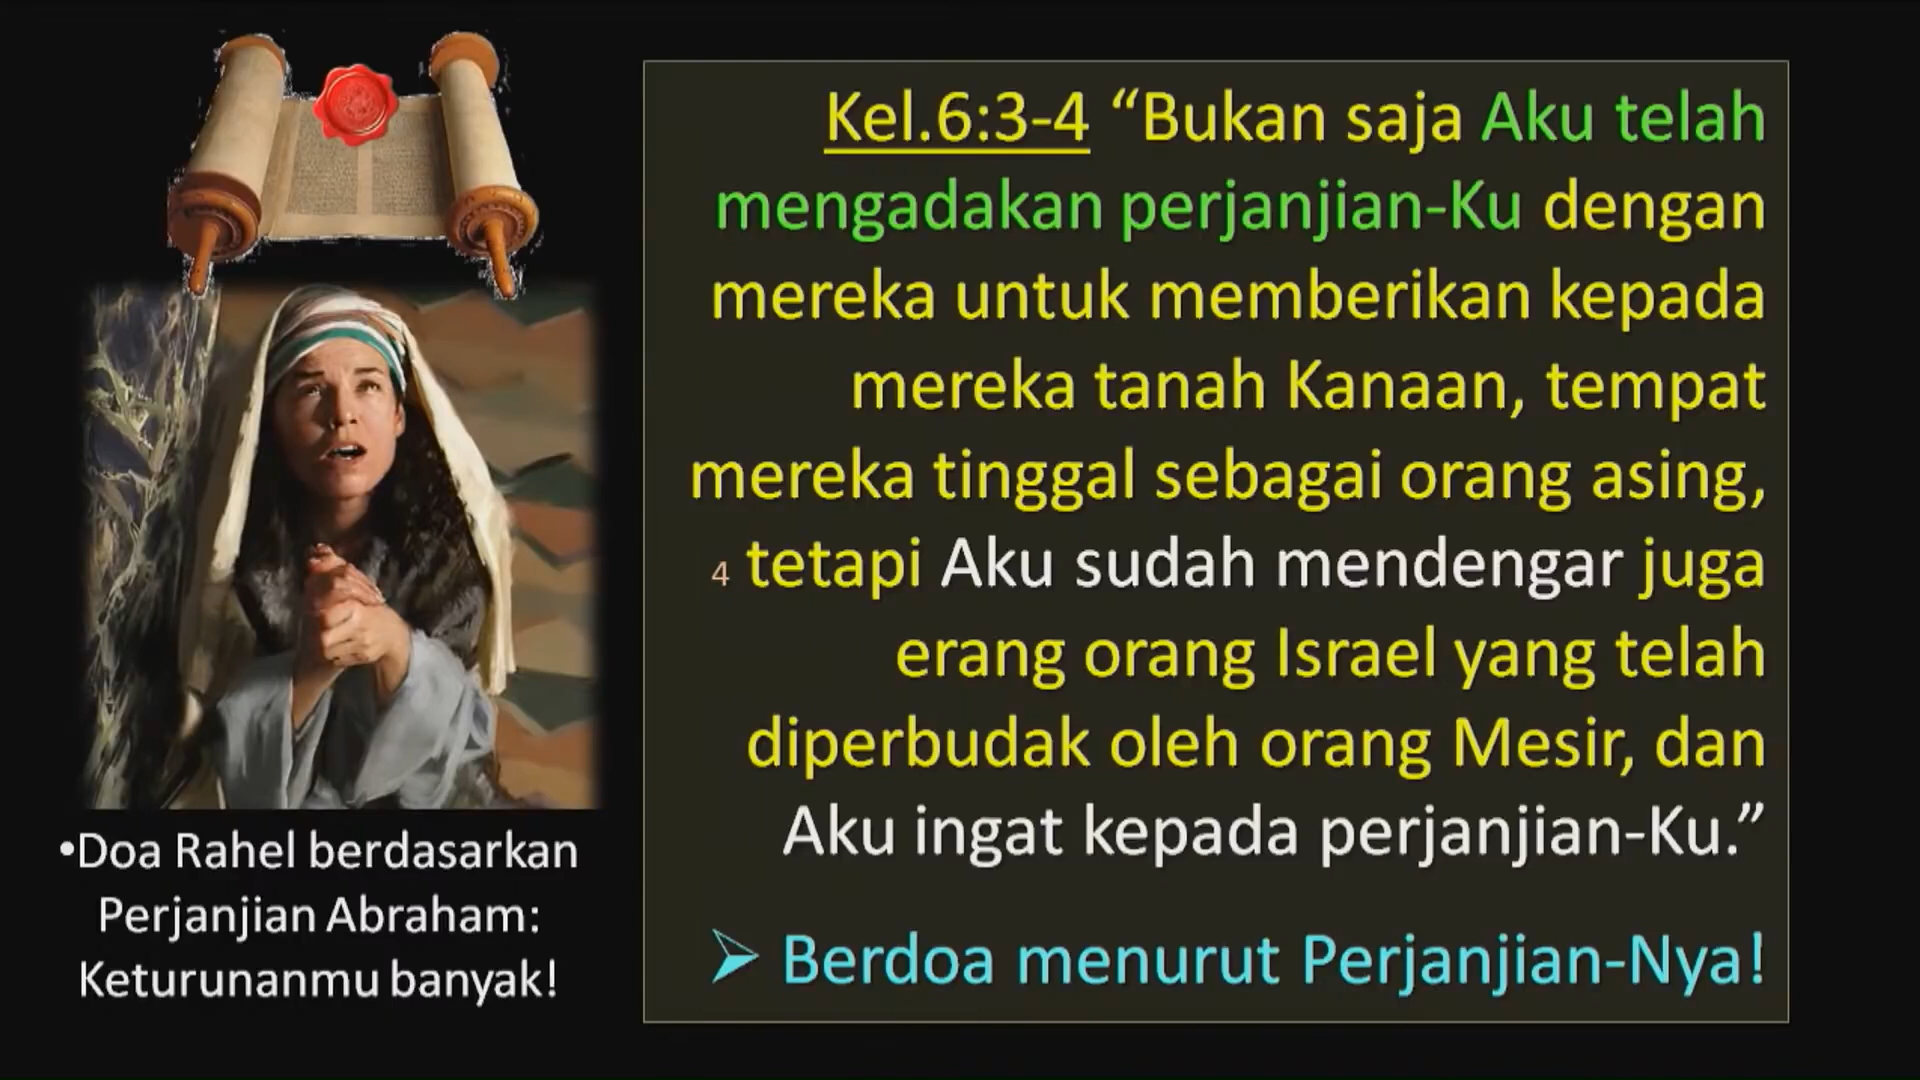 Kel.6:3-4 “Bukan saja Aku telah
mengadakan perjanjian-Ku dengan
mereka untuk memberikan kepada
mereka tanah Kanaan, tempat
mereka tinggal sebagai orang asing,
4 tetapi Aku sudah mendengar juga
erang orang Israel yang telah
diperbudak oleh orang Mesir, dan
Aku ingat kepada perjanjian-Ku.”
➢ Berdoa menurut Perjanjian-Nya!
•Doa Rahel berdasarkan
Perjanjian Abraham:
Keturunanmu banyak!